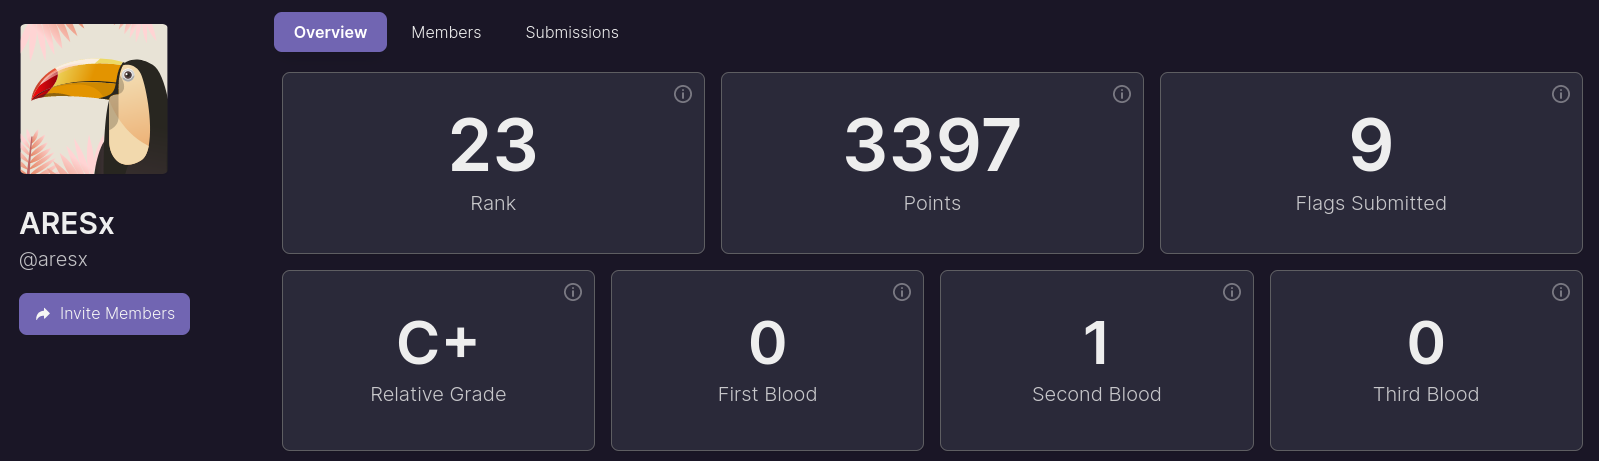 Overview Members Submissions
ARESx
@aresx
Invite Members
23
Rank
3397
Points
9
Flags Submitted
C+
Relative Grade
0
First Blood
1
Second Blood
0
Third Blood